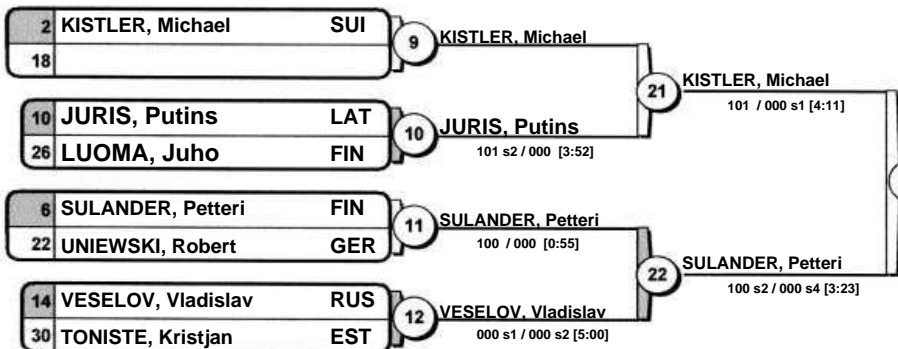 2 KISTLER, Michael SUI
18
9 KISTLER, Michael
10 JURIS, Putins LAT
26 LUOMA, Juho FIN
10 JURIS, Putins
101 s2 / 000 [3:52]
21 KISTLER, Michael
101 / 000 s1 [4:11]
6 SULANDER, Petteri FIN
22 UNIEWSKI, Robert GER
11 SULANDER, Petteri
100 / 000 [0:55]
14 VESELOV, Vladislav RUS
30 TONISTE, Kristjan EST
12 VESELOV, Vladislav
000 s1 / 000 s2 [5:00]
22 SULANDER, Petteri
100 s2 / 000 s4 [3:23]